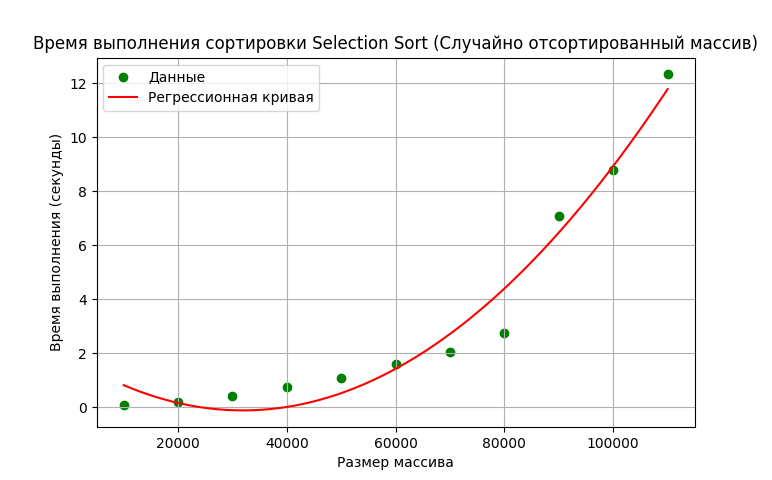 Время выполнения сортировки Selection Sort (Случайно отсортированный массив)
Данные
Регрессионная кривая
Время выполнения (секунды)
12
10
8
6
4
2
0
20000 40000 60000 80000 100000
Размер массива